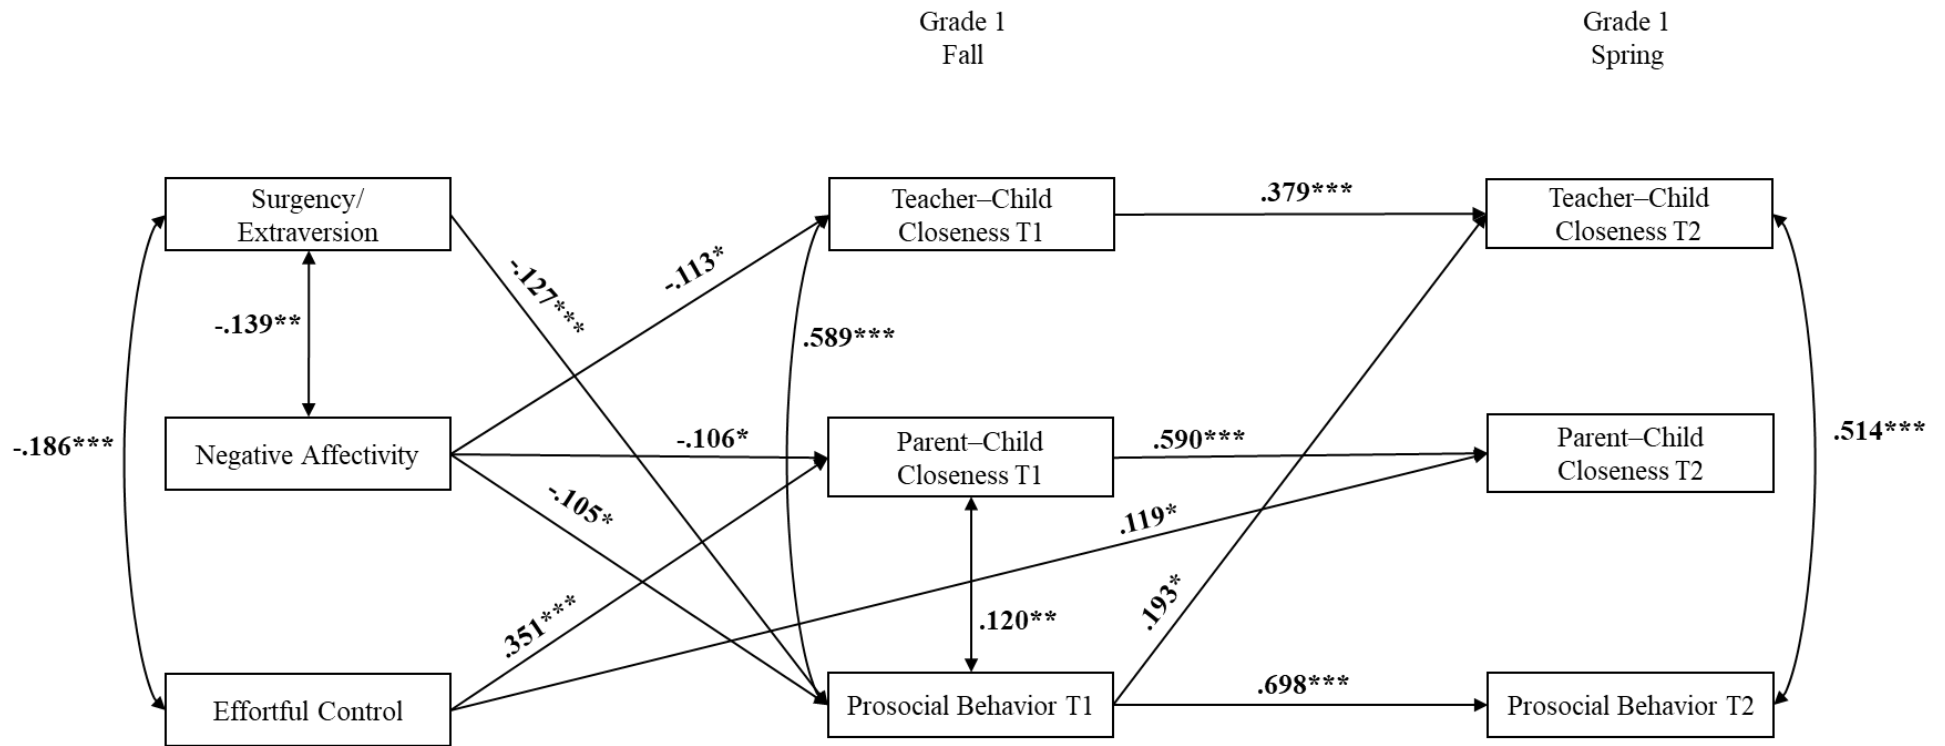 Grade 1
Fall
Grade 1
Spring
Surgency/
Extraversion
Teacher–Child
Closeness T1
.379***
Teacher–Child
Closeness T2
-.113*
-.127***
-.139**
.589***
-.186***
Negative Affectivity
-.106*
Parent–Child
Closeness T1
.590***
Parent–Child
Closeness T2
.514***
-.105*
.119*
.351***
.120**
.193*
Effortful Control
Prosocial Behavior T1
.698***
Prosocial Behavior T2